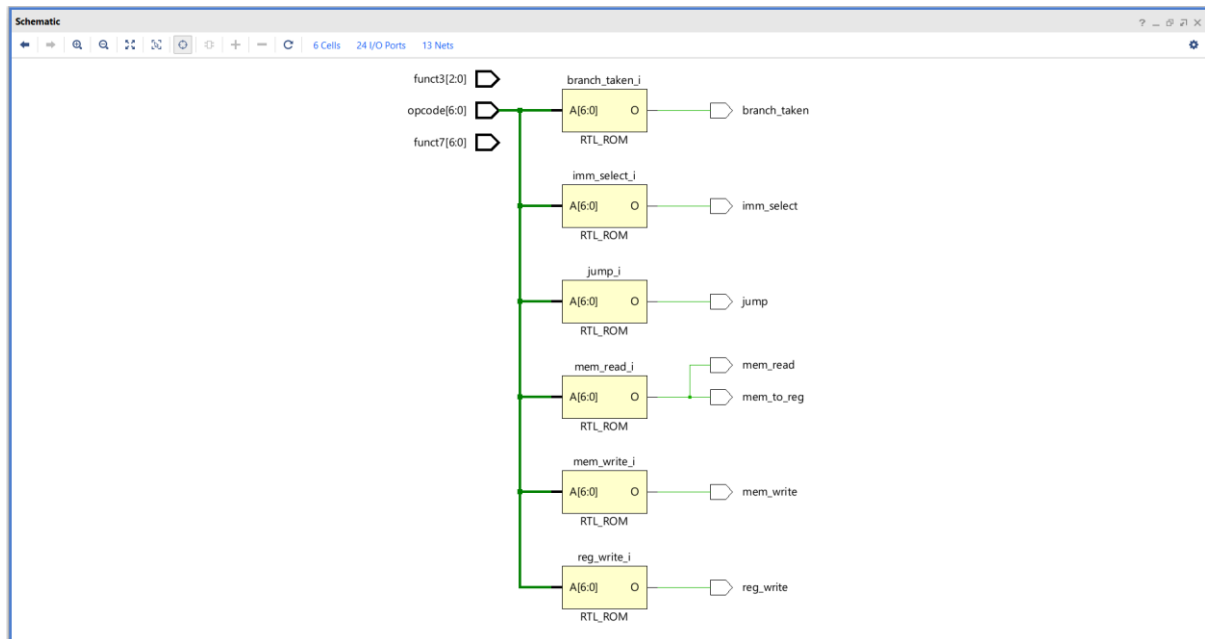 Schematic
? _ X
6 Cells 24 I/O Ports 13 Nets
funct3[2:0]
opcode[6:0]
funct7[6:0]
branch_taken_i
A[6:0] O
RTL_ROM
branch_taken
imm_select_i
A[6:0] O
RTL_ROM
imm_select
jump_i
A[6:0] O
RTL_ROM
jump
mem_read_i
A[6:0] O
RTL_ROM
mem_read
mem_to_reg
mem_write_i
A[6:0] O
RTL_ROM
mem_write
reg_write_i
A[6:0] O
RTL_ROM
reg_write